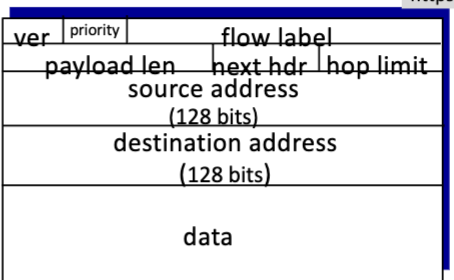 https
ver priority flow label
payload len next hdr hop limit
source address
(128 bits)
destination address
(128 bits)
data